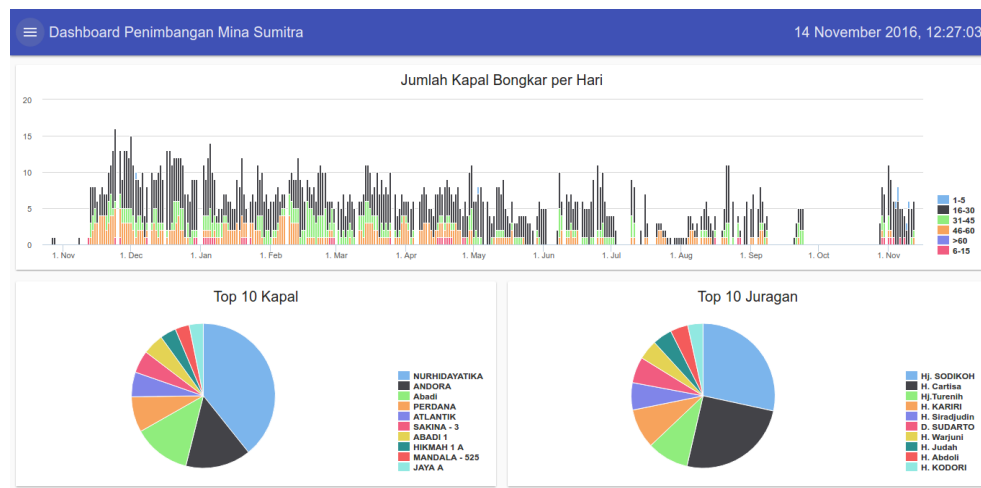 Dashboard Penimbangan Mina Sumitra
14 November 2016, 12:27:03
Jumlah Kapal Bongkar per Hari
20
15
10
5
0
1. Nov
1. Dec
1. Jan
1. Feb
1. Mar
1. Apr
1. May
1. Jun
1. Jul
1. Aug
1. Sep
1. Oct
1. Nov
1-5
16-30
31-45
46-60
>60
6-15
Top 10 Kapal
NURHIDAYATIKA
ANDORA
Abadi
PERDANA
ATLANTIK
SAKINA - 3
ABADI 1
HIKMAH 1 A
MANDALA - 525
JAYA A
Top 10 Juragan
Hj. SODIKOH
H. Cartisa
Hj.Turenih
H. KARIRI
H. Siradjudin
D. SUDARTO
H. Warjuni
H. Judah
H. Abdoli
H. KODORI